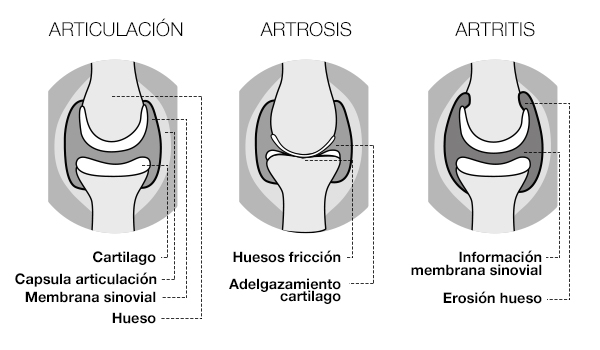 ARTICULACIÓN
Cartilago
Capsula articulación
Membrana sinovial
Hueso
ARTROSIS
Huesos fricción
Adelgazamiento
cartilago
ARTRITIS
Información
membrana sinovial
Erosión hueso